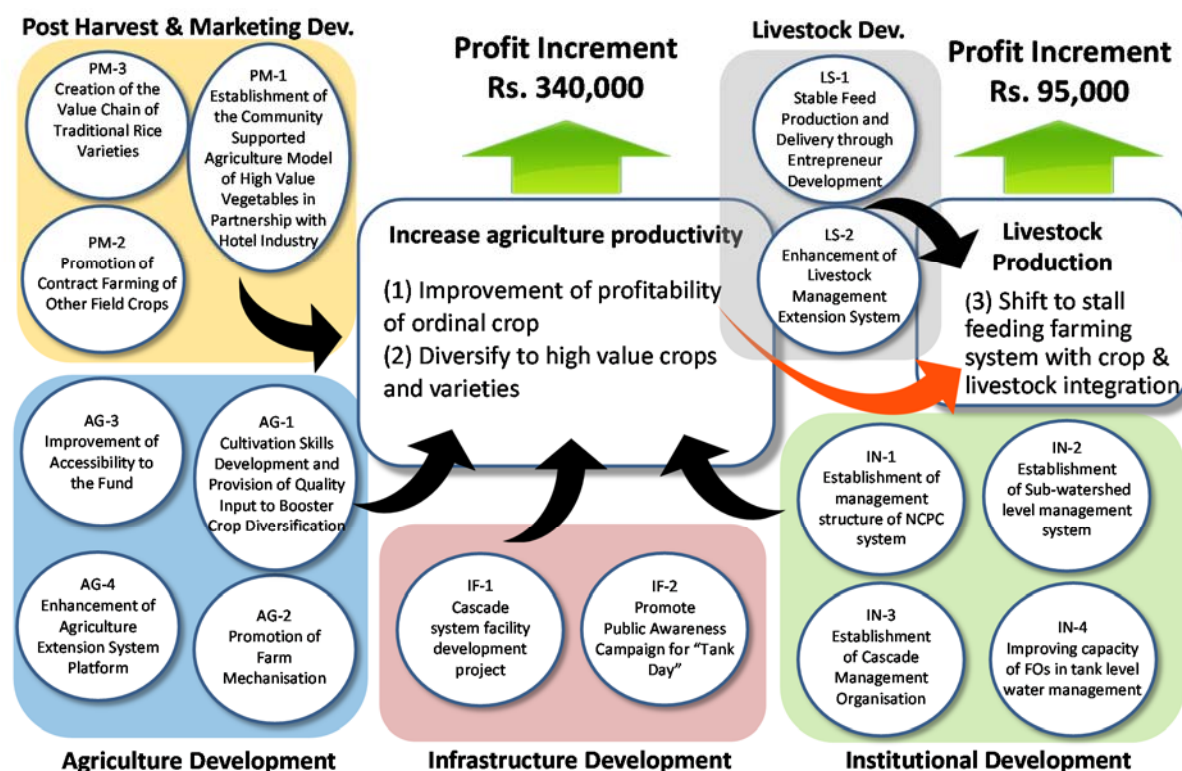 Post Harvest & Marketing Dev.
PM-3
Creation of the
Value Chain of
Traditional Rice
Varieties
PM-1
Establishment of
the Community
Supported
Agriculture Model
of High Value
Vegetables in
Partnership with
Hotel Industry
PM-2
Promotion of
Contract Farming of
Other Field Crops
Profit Increment
Rs. 340,000
Livestock Dev.
LS-1
Stable Feed
Production and
Delivery through
Entrepreneur
Development
LS-2
Enhancement of
Livestock
Management
Extension System
Profit Increment
Rs. 95,000
Increase agriculture productivity
(1) Improvement of profitability
of ordinal crop
(2) Diversify to high value crops
and varieties
Livestock
Production
(3) Shift to stall
feeding farming
system with crop &
livestock integration
AG-3
Improvement of
Accessibility to
the Fund
AG-1
Cultivation Skills
Development and
Provision of Quality
Input to Booster
Crop Diversification
AG-4
Enhancement of
Agriculture
Extension System
Platform
AG-2
Promotion of
Farm
Mechanisation
Agriculture Development
IF-1
Cascade
system facility
development
project
IF-2
Promote
Public Awareness
Campaign for “Tank
Day”
Infrastructure Development
IN-1
Establishment of
management
structure of NCPC
system
IN-2
Establishment
of Sub-watershed
level management
system
IN-3
Establishment
of Cascade
Management
Organisation
IN-4
Improving capacity
of FOs in tank level
water management
Institutional Development